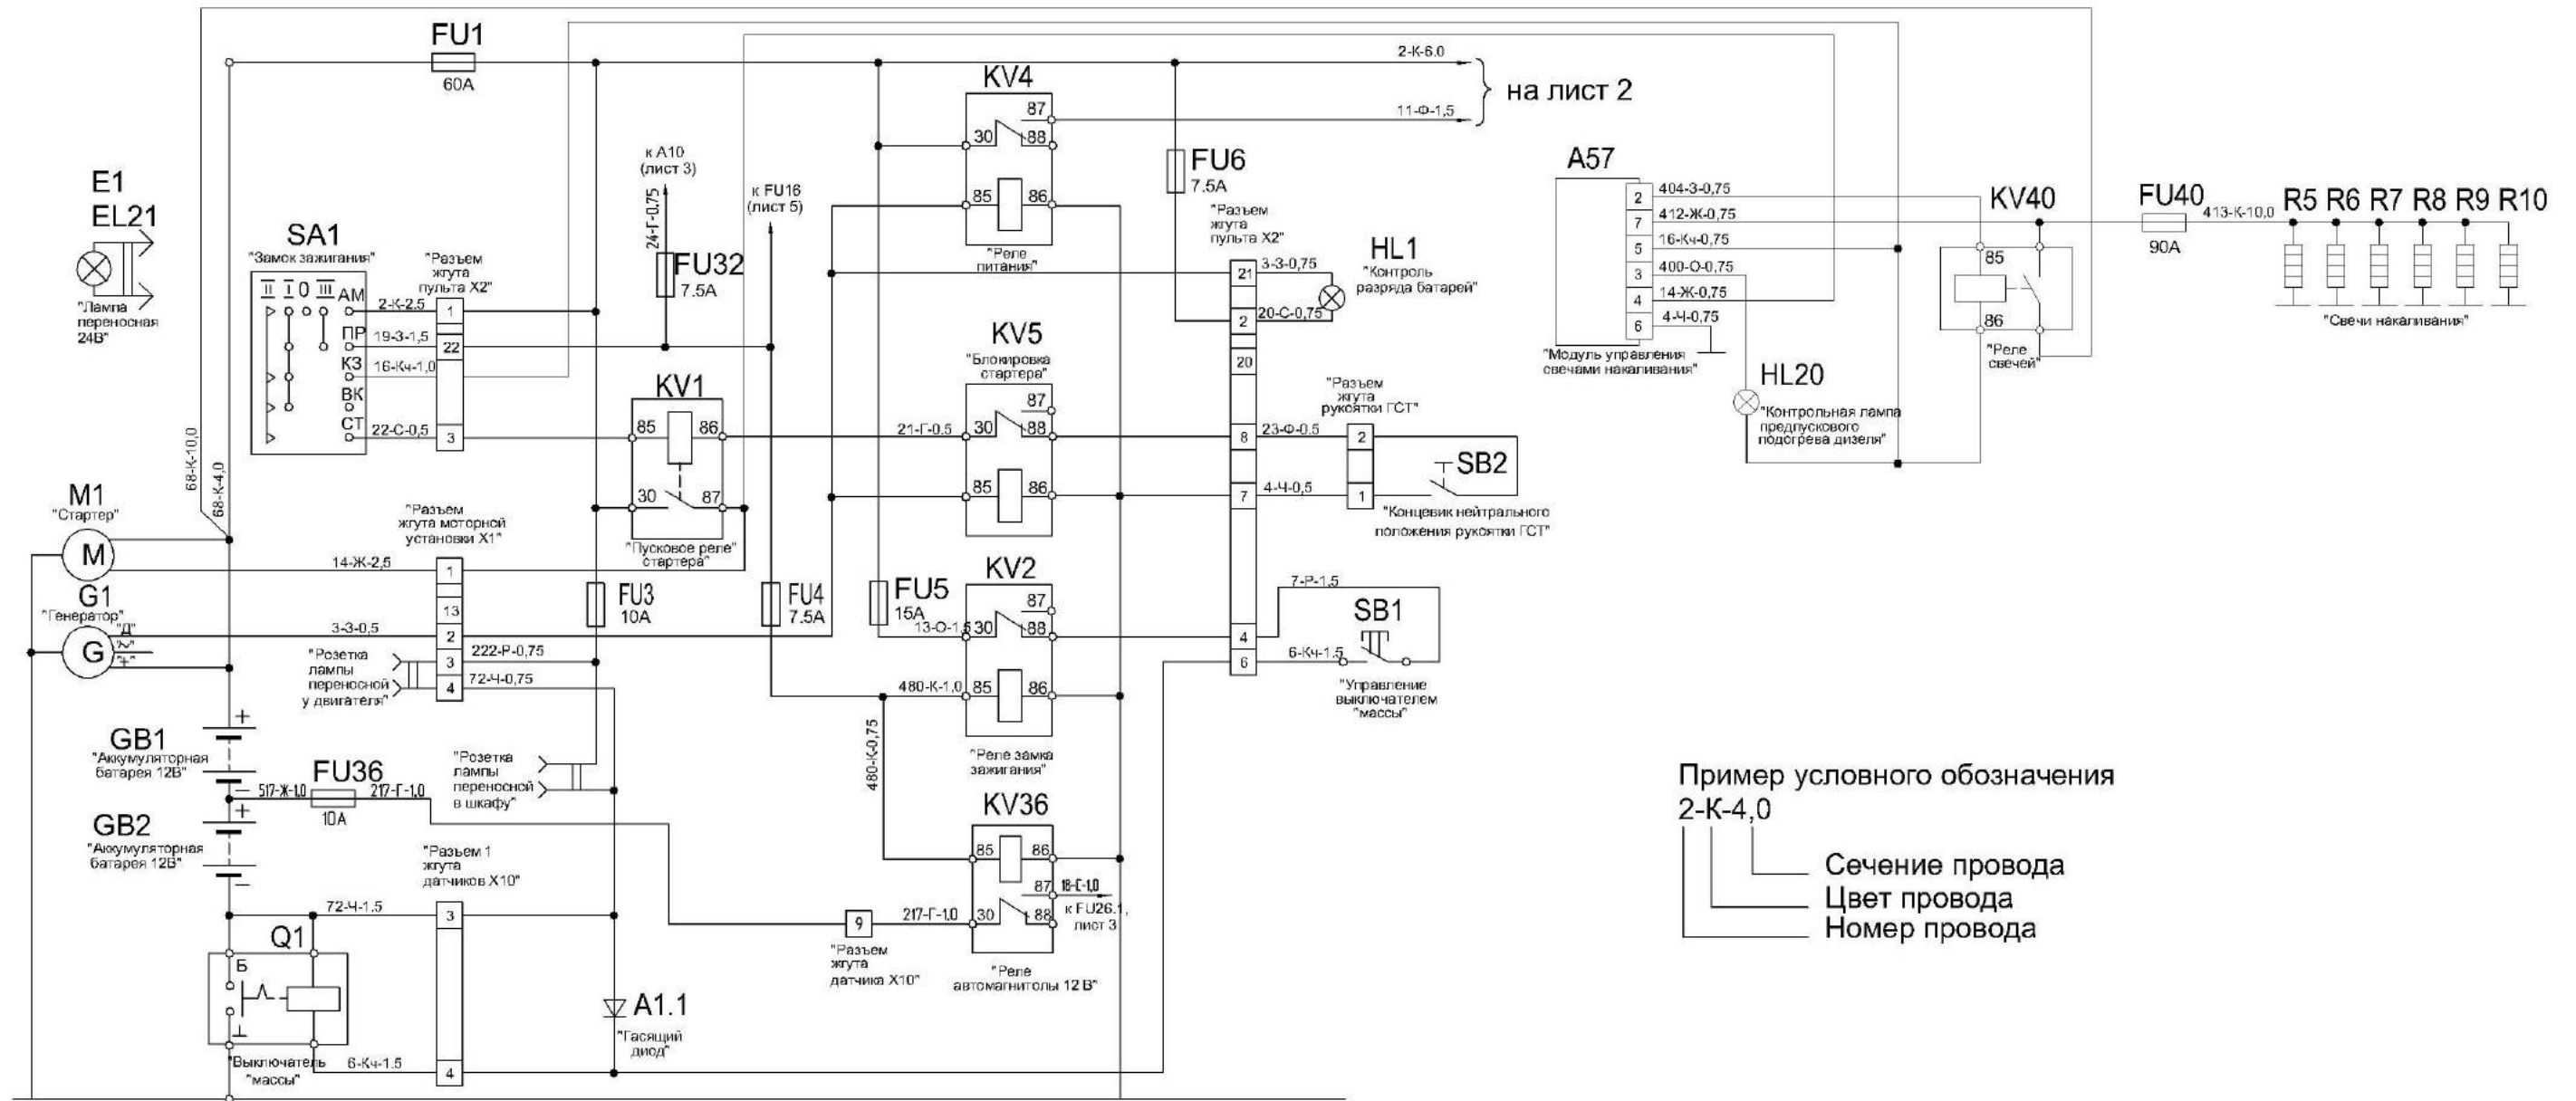 FU1
60A
2-К-6.0
KV4
87
на лист 2
11-Ф-1,5
30
88
85
86
"Реле
питания"
к А10
(лист 3)
24-Г-0.75
к FU16
(лист 5)
FU6
7.5A
A57
E1
EL21
"Лампа
переносная
24В"
SA1
"Замок зажигания"
II I 0 III
АМ
ПР
КЗ
ВК
СТ
"Разъем
жгута
пульта X2"
2-К-2.5
1
19-З-1,5
22
16-Кч-1,0
22-С-0,5
3
FU32
7.5A
"Разъем
жгута
пульта X2"
21
2
20
8
7
4
6
3-З-0,75
20-С-0,75
HL1
"Контроль
разряда батарей"
2
7
5
3
4
6
404-З-0,75
412-Ж-0,75
16-Кч-0,75
400-О-0,75
14-Ж-0,75
4-Ч-0,75
"Модуль управления
свечами накаливания"
KV40
85
86
"Реле
свечей"
FU40
90A
413-К-10,0
R5 R6 R7 R8 R9 R10
"Свечи накаливания"
HL20
"Контрольная лампа
предпускового
подогрева дизеля"
KV1
85
86
30
87
"Пусковое реле"
стартера"
KV5
"Блокировка
стартера"
87
21-Г-0.5
30
88
85
86
"Разъем
жгута
рукоятки ГСТ"
23-Ф-0.5
2
4-Ч-0,5
1
SB2
"Концевик нейтрального
положения рукоятки ГСТ"
68-К-10,0
68-К-4,0
M1
"Стартер"
M
"Разъем
жгута моторной
установки X1"
14-Ж-2,5
1
13
G1
"Генератор"
G
"Д"
"~"
"+"
3-З-0,5
2
222-Р-0,75
3
72-Ч-0,75
4
"Розетка
лампы
переносной
у двигателя"
FU3
10A
FU4
7.5A
FU5
15A
13-О-1,5
KV2
87
30
88
480-К-1,0
85
86
"Реле замка
зажигания"
480-К-0,75
7-Р-1.5
SB1
6-Кч-1.5
"Управление
выключателем
"массы"
GB1
"Аккумуляторная
батарея 12В"
+
−
517-Ж-1,0
FU36
10A
217-Г-1,0
"Розетка
лампы
переносной
в шкафу"
GB2
"Аккумуляторная
батарея 12В"
+
−
"Разъем 1
жгута
датчиков X10"
72-Ч-1.5
3
Q1
Б
⊥
"Выключатель
"массы"
6-Кч-1.5
4
A1.1
"Гасящий
диод"
KV36
85
86
87
18-С-1,0
к FU26.1,
лист 3
9
217-Г-1,0
30
88
"Разъем
жгута
датчика X10"
"Реле
автомагнитолы 12 В"
Пример условного обозначения
2-К-4,0
Сечение провода
Цвет провода
Номер провода